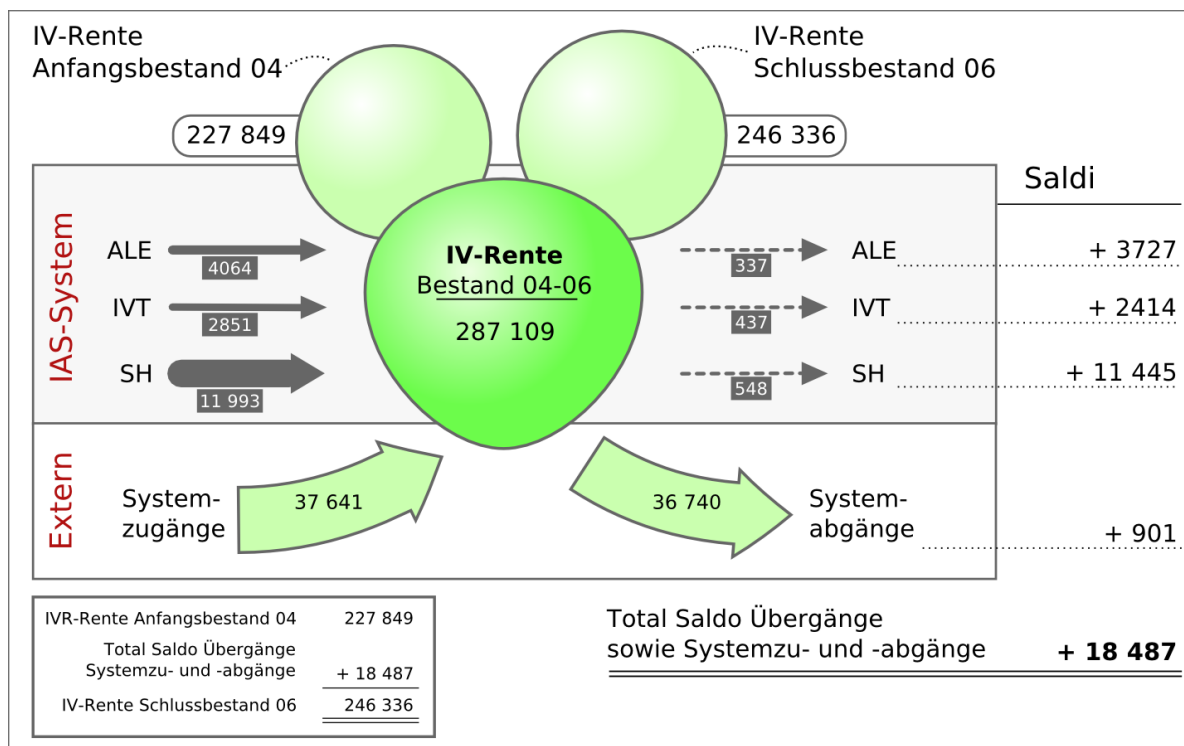 IV-Rente
Anfangsbestand 04
IV-Rente
Schlussbestand 06
227 849
246 336
Saldi
IAS-System
ALE
4064
IVT
2851
SH
11 993
IV-Rente
Bestand 04-06
287 109
337
ALE
+ 3727
437
IVT
+ 2414
548
SH
+ 11 445
Extern
System-
zugänge
37 641
36 740
System-
abgänge
+ 901
IVR-Rente Anfangsbestand 04 227 849
Total Saldo Übergänge
Systemzu- und -abgänge + 18 487
IV-Rente Schlussbestand 06 246 336
Total Saldo Übergänge
sowie Systemzu- und -abgänge + 18 487